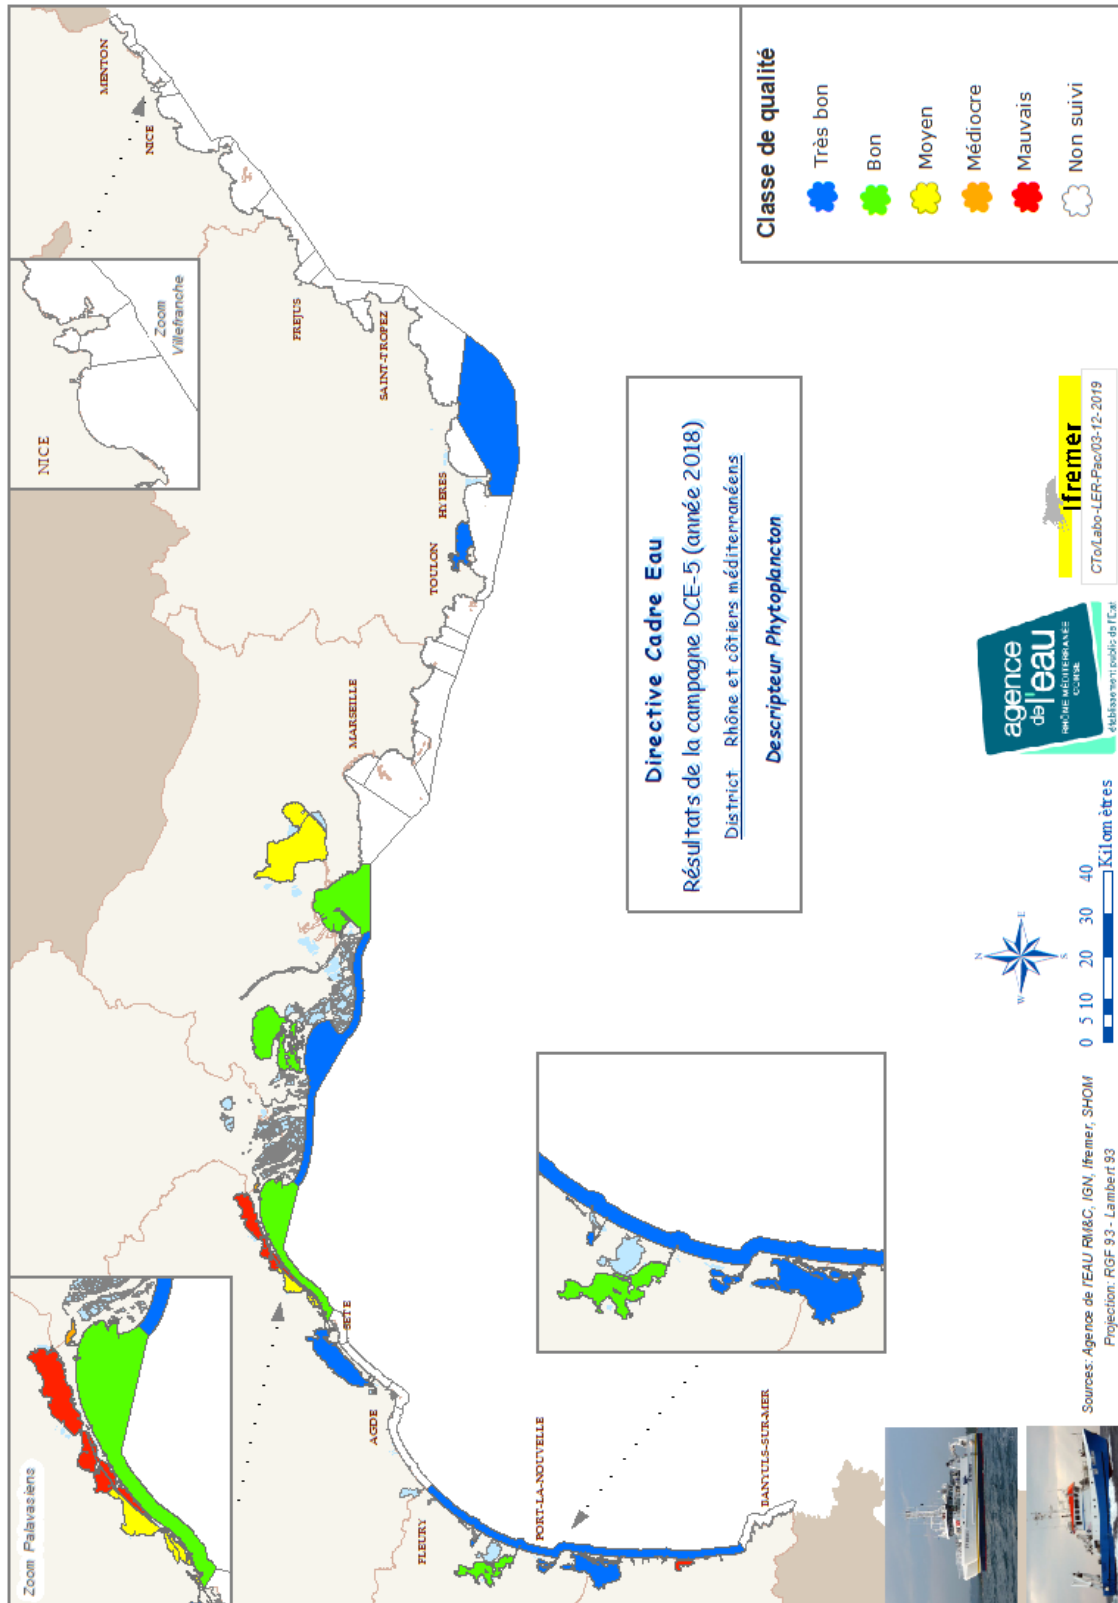 MENTON
NICE
NICE
Zoom
Villefranche
FREJUS
SAINT-TROPEZ
HYERES
TOULON
MARSEILLE
SETE
AGDE
FLEURY
PORT-LA-NOUVELLE
BANYULS-SUR-MER
Zoom Palavasiens
Classe de qualité
Très bon
Bon
Moyen
Médiocre
Mauvais
Non suivi
Directive Cadre Eau
Résultats de la campagne DCE-5 (année 2018)
District Rhône et côtiers méditerranéens
Descripteur Phytoplancton
N
W
E
S
0 5 10 20 30 40
Kilomètres
Sources: Agence de l'EAU RM&C, IGN, Ifremer, SHOM
Projection: RGF 93 - Lambert 93
agence
de l'eau
RHÔNE MÉDITERRANÉE
CORSE
établissement public de l'État
Ifremer
CTo/Labo-LER-Pac/03-12-2019